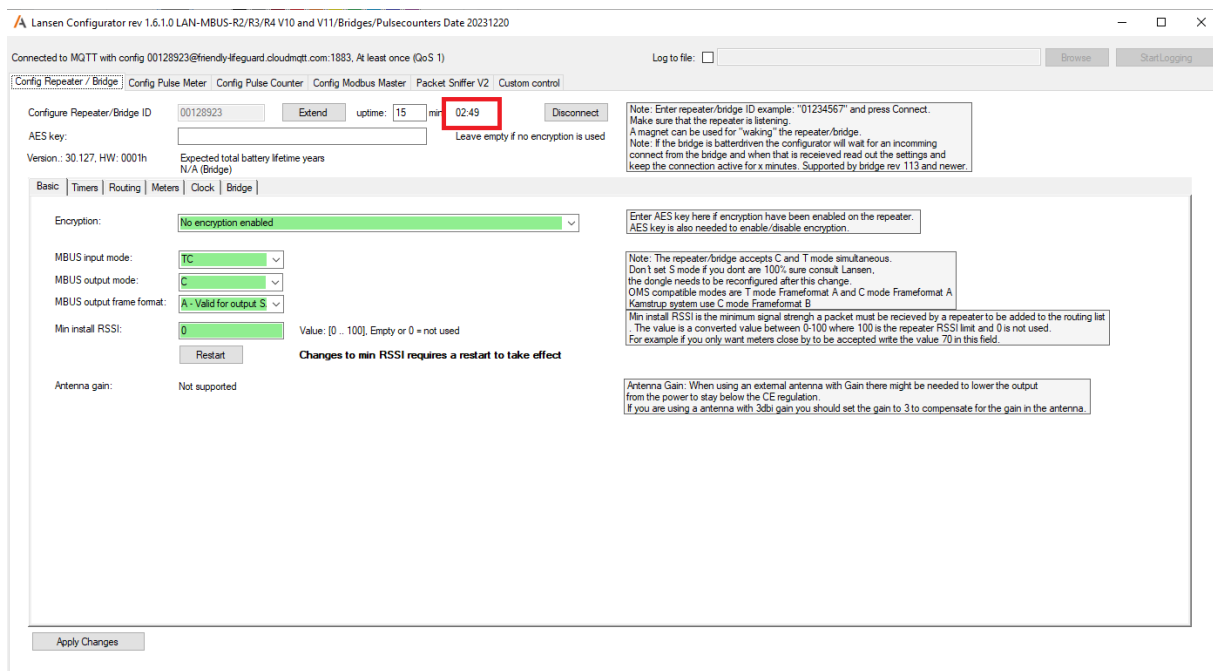 Lansen Configurator rev 1.6.1.0 LAN-MBUS-R2/R3/R4 V10 and V11/Bridges/Pulsecounters Date 20231220
Connected to MQTT with config 00128923@friendly-lifeguard.cloudmqtt.com:1883, At least once (QoS 1)
Log to file:
Browse
StartLogging
Config Repeater / Bridge
Config Pulse Meter
Config Pulse Counter
Config Modbus Master
Packet Sniffer V2
Custom control
Configure Repeater/Bridge ID
00128923
Extend
uptime:
15
min
02:49
Disconnect
AES key:
Leave empty if no encryption is used
Version.: 30.127, HW: 0001h
Expected total battery lifetime years
N/A (Bridge)
Note: Enter repeater/bridge ID example: "01234567" and press Connect.
Make sure that the repeater is listening.
A magnet can be used for "waking" the repeater/bridge.
Note: If the bridge is batterdriven the configurator will wait for an incomming
connect from the bridge and when that is receieved read out the settings and
keep the connection active for x minutes. Supported by bridge rev 113 and newer.
Basic
Timers
Routing
Meters
Clock
Bridge
Encryption:
No encryption enabled
Enter AES key here if encryption have been enabled on the repeater.
AES key is also needed to enable/disable encryption.
MBUS input mode:
TC
MBUS output mode:
C
MBUS output frame format:
A - Valid for output S
Note: The repeater/bridge accepts C and T mode simultaneous.
Don't set S mode if you dont are 100% sure consult Lansen,
the dongle needs to be reconfigured after this change.
OMS compatible modes are T mode Frameformat A and C mode Frameformat A
Kamstrup system use C mode Frameformat B
Min install RSSI:
0
Value: [0 .. 100], Empty or 0 = not used
Restart
Changes to min RSSI requires a restart to take effect
Min install RSSI is the minimum signal strengh a packet must be recieved by a repeater to be added to the routing list
. The value is a converted value between 0-100 where 100 is the repeater RSSI limit and 0 is not used.
For example if you only want meters close by to be accepted write the value 70 in this field.
Antenna gain:
Not supported
Antenna Gain: When using an external antenna with Gain there might be needed to lower the output
from the power to stay below the CE regulation.
If you are using a antenna with 3dbi gain you should set the gain to 3 to compensate for the gain in the antenna.
Apply Changes